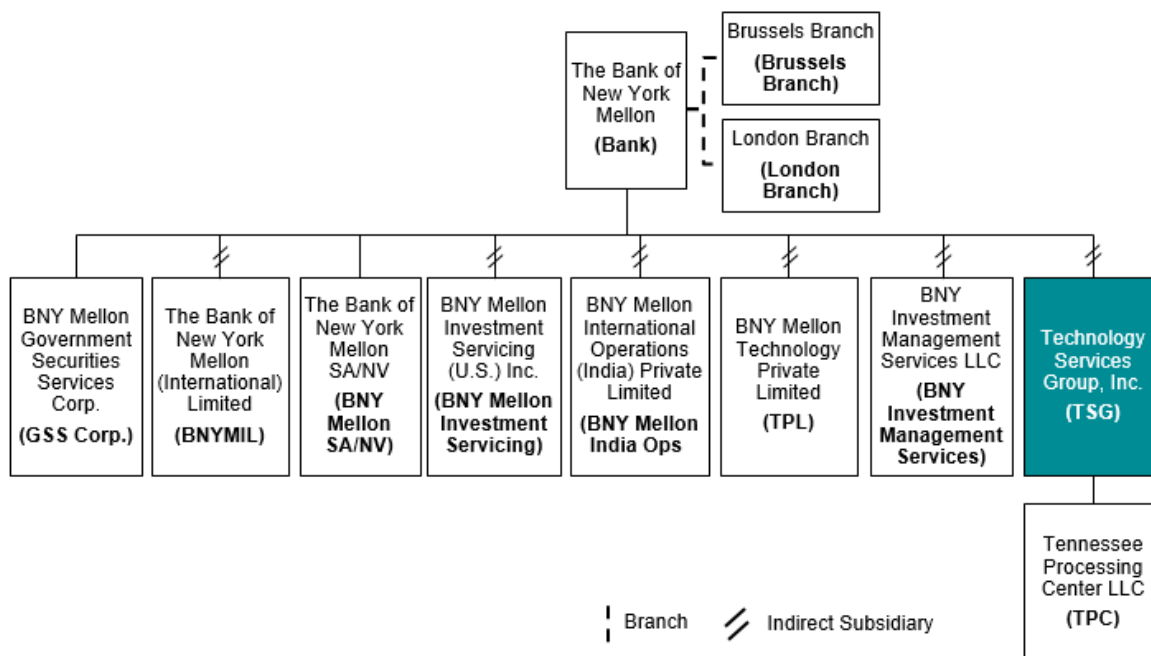 The Bank of
New York
Mellon
(Bank)
Brussels Branch
(Brussels
Branch)
London Branch
(London
Branch)
BNY Mellon
Government
Securities
Services
Corp.
(GSS Corp.)
The Bank of
New York
Mellon
(International)
Limited
(BNYMIL)
The Bank of
New York
Mellon
SA/NV
(BNY
Mellon
SA/NV)
BNY Mellon
Investment
Servicing
(U.S.) Inc.
(BNY Mellon
Investment
Servicing)
BNY Mellon
International
Operations
(India) Private
Limited
(BNY Mellon
India Ops
BNY Mellon
Technology
Private
Limited
(TPL)
BNY
Investment
Management
Services LLC
(BNY
Investment
Management
Services)
Technology
Services
Group, Inc.
(TSG)
Tennessee
Processing
Center LLC
(TPC)
Branch
Indirect Subsidiary